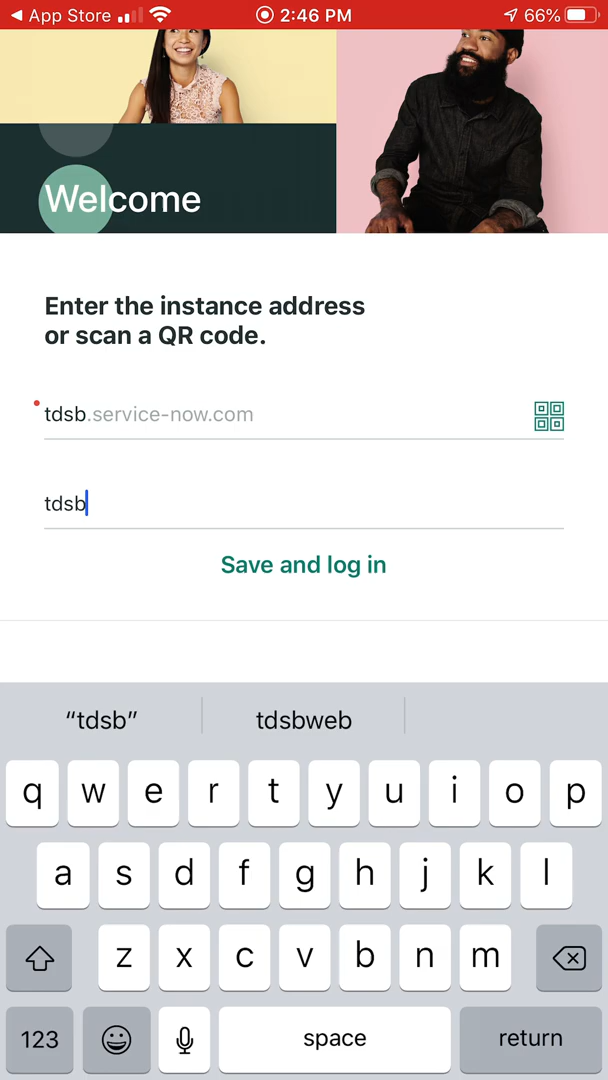 App Store 2:46 PM 66%
Welcome
Enter the instance address
or scan a QR code.
tdsb.service-now.com
tdsb
Save and log in
“tdsb” tdsbweb
q w e r t y u i o p
a s d f g h j k l
z x c v b n m
123 space return